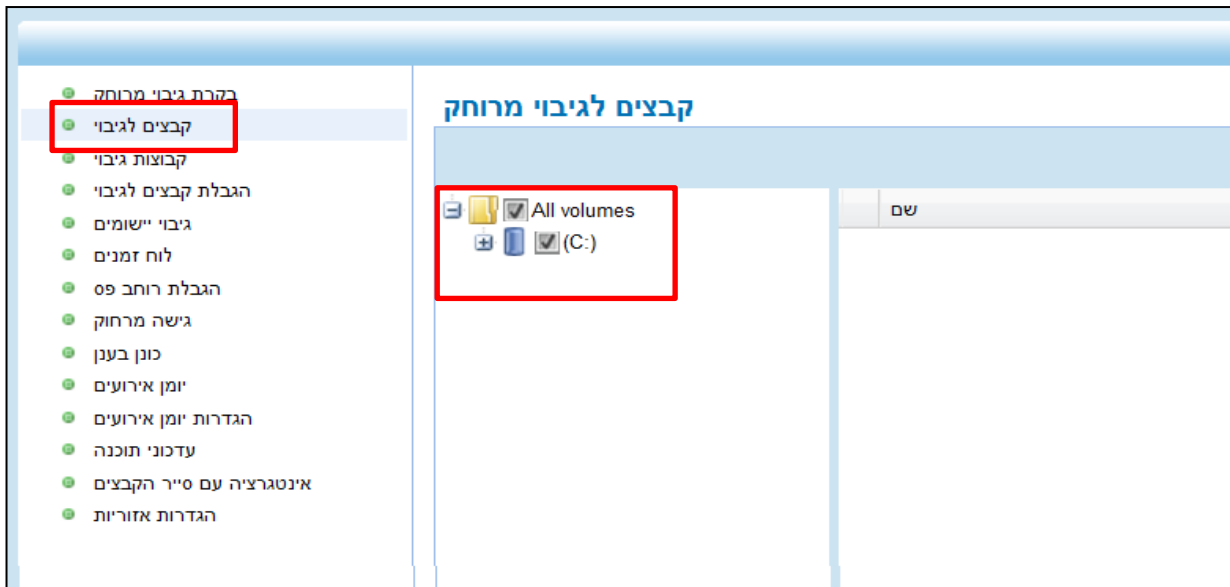 בקרת גיבוי מרוחק
קבצים לגיבוי
קבוצות גיבוי
הגבלת קבצים לגיבוי
גיבוי יישומים
לוח זמנים
הגבלת רוחב פס
גישה מרחוק
כונן בענן
יומן אירועים
הגדרות יומן אירועים
עדכוני תוכנה
אינטגרציה עם סייר הקבצים
הגדרות אזוריות
קבצים לגיבוי מרוחק
All volumes
(C:)
שם